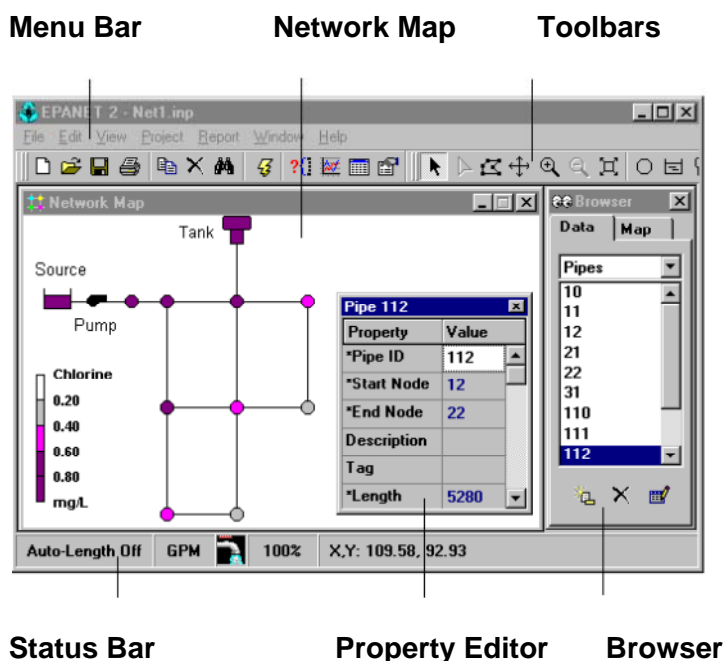 Menu Bar Network Map Toolbars
EPANET 2 - Net1.inp
File Edit View Project Report Window Help
Network Map
Tank
Source
Pump
Chlorine
0.20
0.40
0.60
0.80
mg/L
Pipe 112
Property Value
*Pipe ID 112
*Start Node 12
*End Node 22
Description
Tag
*Length 5280
Browser
Data Map
Pipes
10
11
12
21
22
31
110
111
112
Auto-Length Off GPM 100% X,Y: 109.58, 92.93
Status Bar Property Editor Browser